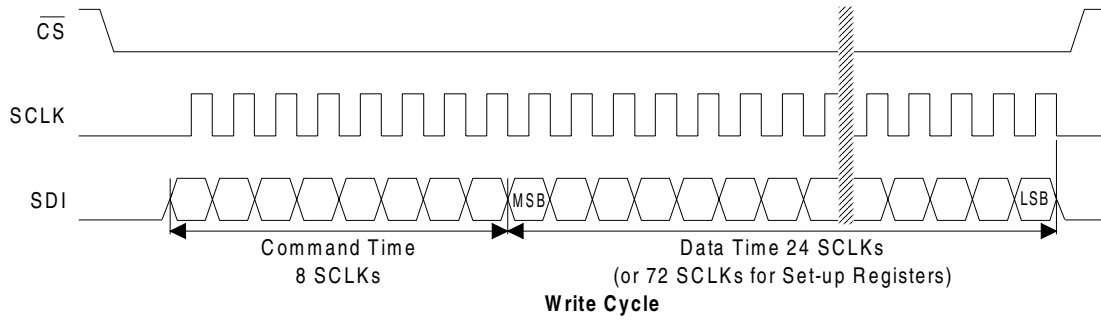 CS
SCLK
SDI MSB LSB
Command Time Data Time 24 SCLKs
8 SCLKs (or 72 SCLKs for Set-up Registers)
Write Cycle